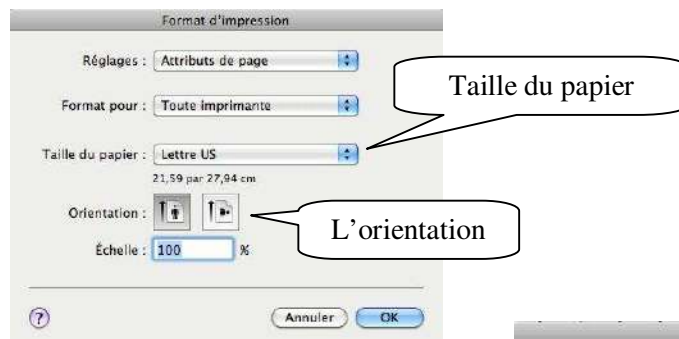 Format d'impression
Réglages : Attributs de page
Format pour : Toute imprimante
Taille du papier
Taille du papier : Lettre US
21,59 par 27,94 cm
Orientation :
L'orientation
Échelle : 100 %
? Annuler OK